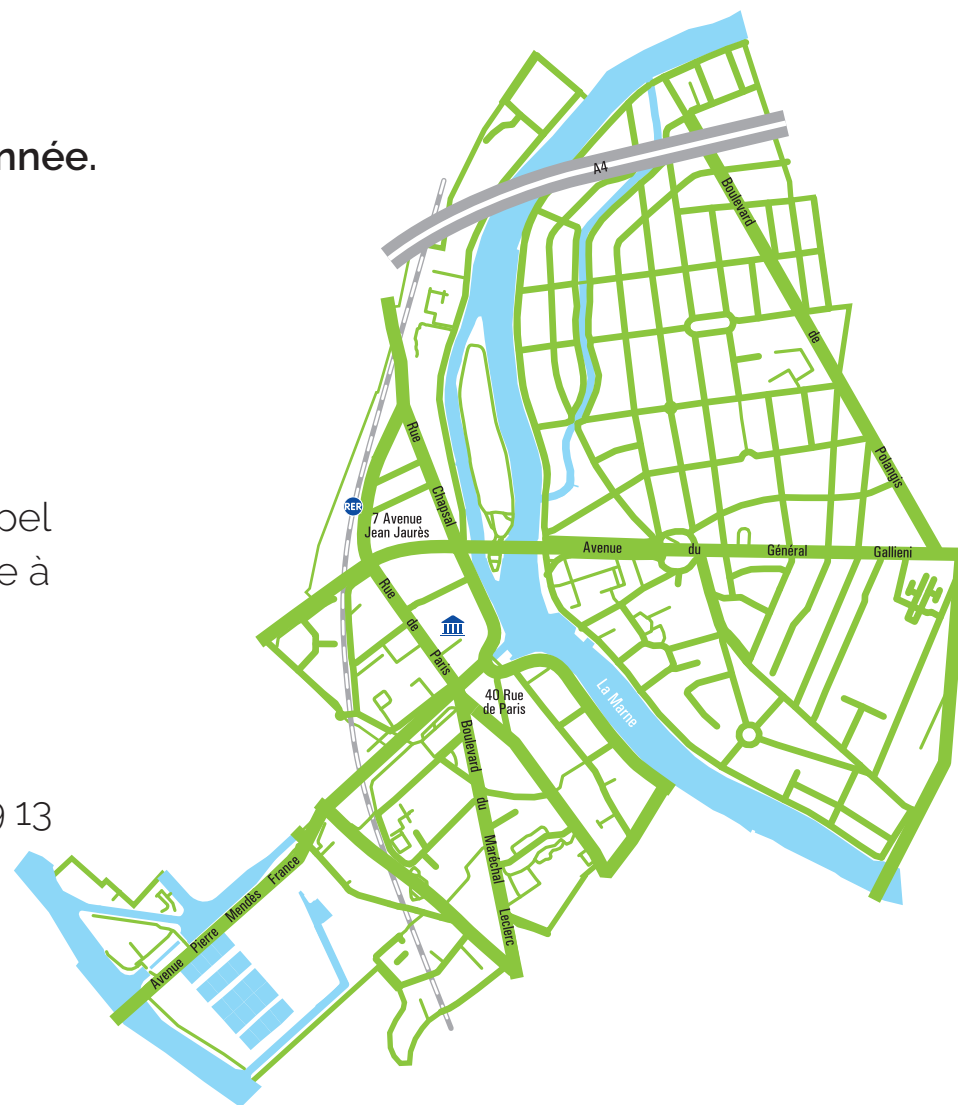 nnée.
pel
e à
9 13
A4
Boulevard de Polangis
Rue Chapsal
RER
7 Avenue
Jean Jaurès
Avenue du Général Gallieni
Rue de Paris
40 Rue
de Paris
La Marne
Boulevard du Maréchal Leclerc
Avenue Pierre Mendès France